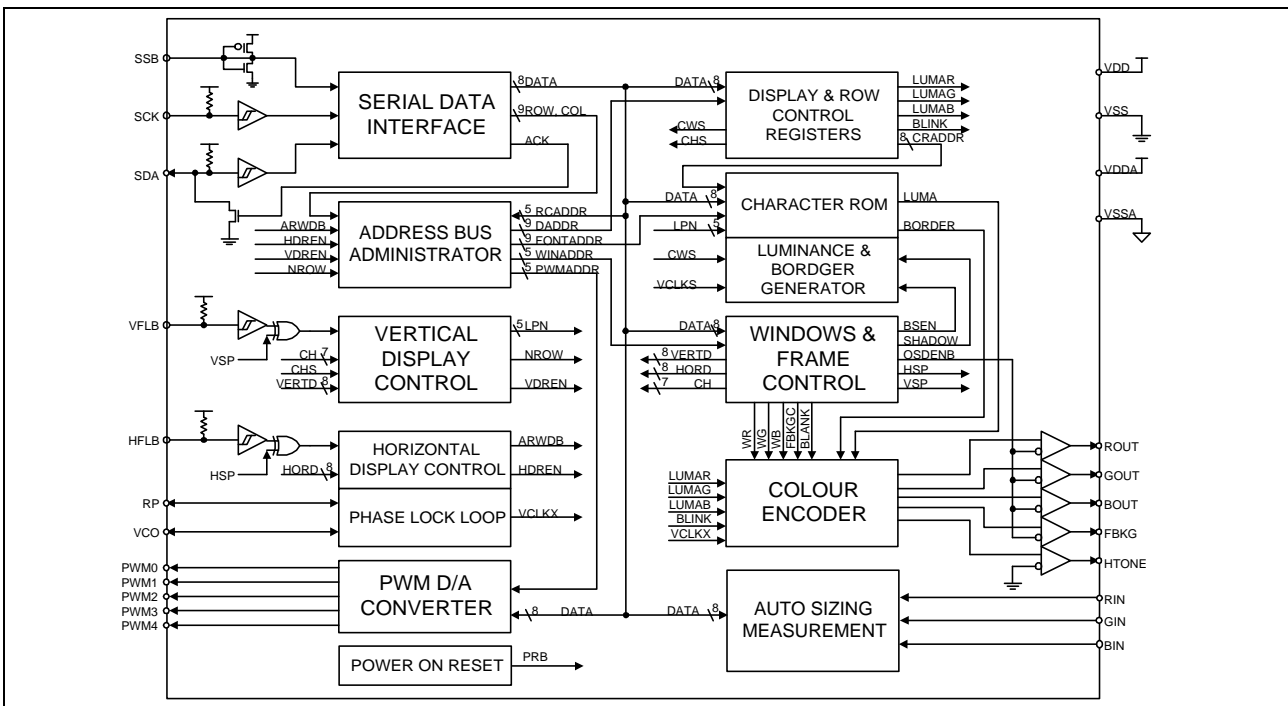 SSB
SCK
SDA
SERIAL DATA
INTERFACE
8 DATA
9 ROW, COL
ACK
DATA 8
DISPLAY & ROW
CONTROL
REGISTERS
CWS
CHS
LUMAR
LUMAG
LUMAB
BLINK
8 CRADDR
VDD
VSS
VDDA
VSSA
ARWDB
HDREN
VDREN
NROW
ADDRESS BUS
ADMINISTRATOR
5 RCADDR
9 DADDR
9 FONTADDR
5 WINADDR
5 PWMADDR
DATA 8
LPN 5
CWS
VCLKS
CHARACTER ROM
LUMINANCE &
BORDGER
GENERATOR
LUMA
BORDER
VFLB
VSP
CH 7
CHS
VERTD 8
VERTICAL
DISPLAY
CONTROL
5 LPN
NROW
VDREN
DATA 8
8 VERTD
8 HORD
7 CH
WINDOWS &
FRAME
CONTROL
BSEN
SHADOW
OSDENB
HSP
VSP
WR
WG
WB
FBKGC
BLANK
HFLB
HSP
HORD 8
HORIZONTAL
DISPLAY CONTROL
ARWDB
HDREN
RP
VCO
PHASE LOCK LOOP
VCLKX
LUMAR
LUMAG
LUMAB
BLINK
VCLKX
COLOUR
ENCODER
ROUT
GOUT
BOUT
FBKG
HTONE
PWM0
PWM1
PWM2
PWM3
PWM4
PWM D/A
CONVERTER
8 DATA
DATA 8
AUTO SIZING
MEASUREMENT
RIN
GIN
BIN
POWER ON RESET
PRB